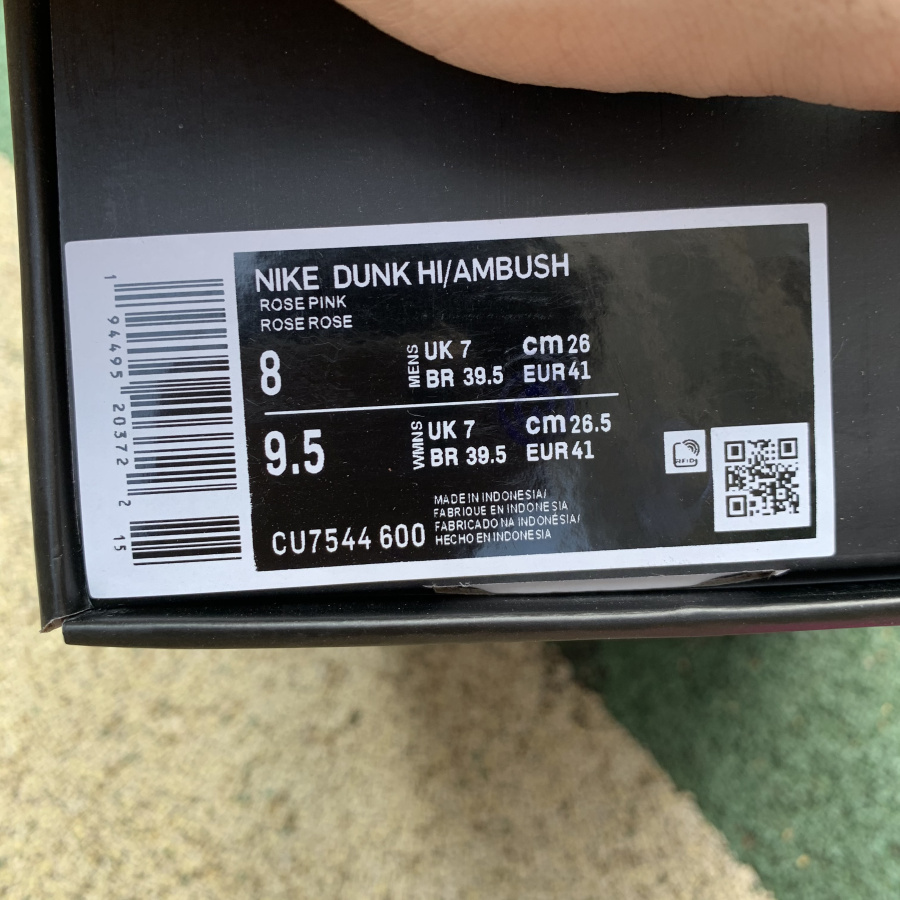 NIKE DUNK HI/AMBUSH
ROSE PINK
ROSE ROSE
8
MENS
UK 7
cm 26
BR 39.5
EUR 41
9.5
WMNS
UK 7
cm 26.5
BR 39.5
EUR 41
CU7544 600
MADE IN INDONESIA/
FABRIQUE EN INDONESIA
FABRICADO NA INDONÉSIA/
HECHO EN INDONESIA
RFID
1 94495 20372 2 15